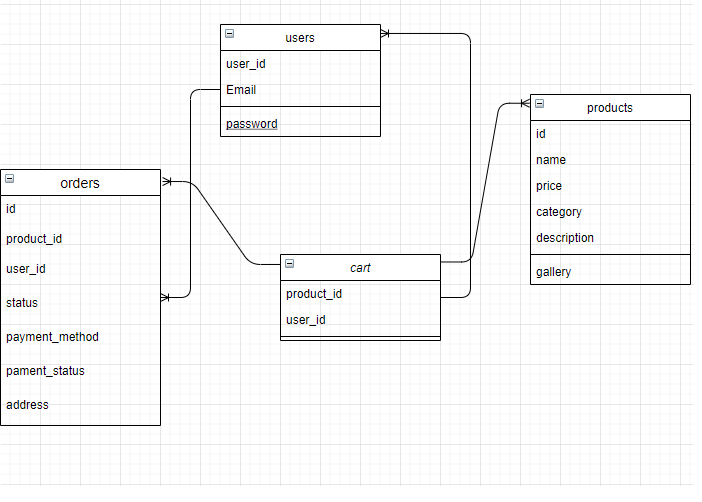 users
user_id
Email
password
products
id
name
price
category
description
gallery
orders
id
product_id
user_id
status
payment_method
pament_status
address
cart
product_id
user_id